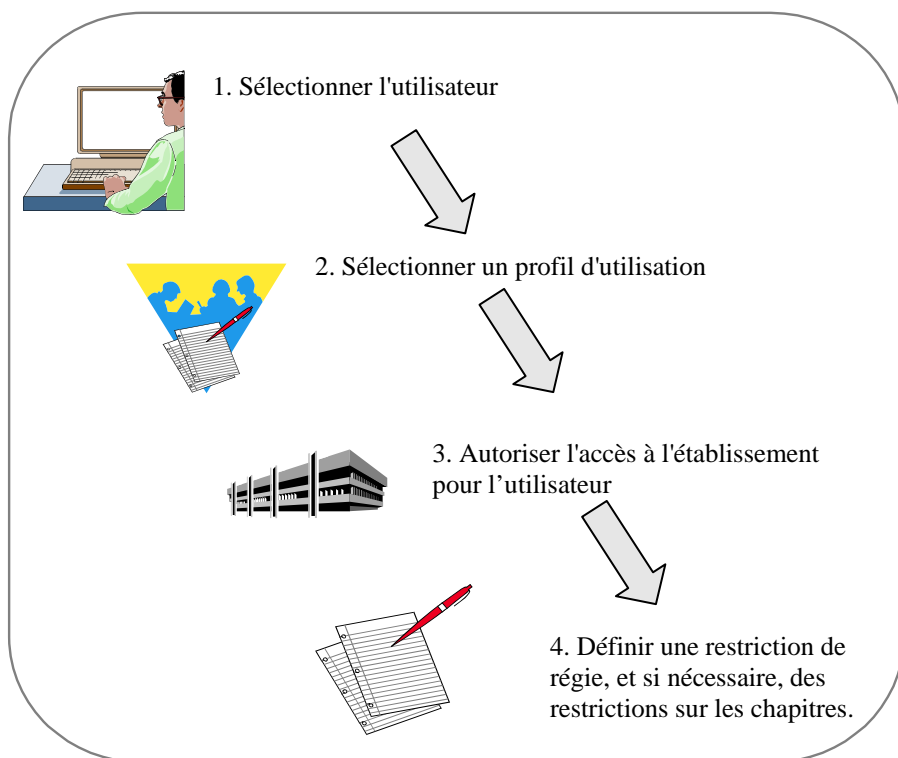 1. Sélectionner l'utilisateur
2. Sélectionner un profil d'utilisation
3. Autoriser l'accès à l'établissement
pour l’utilisateur
4. Définir une restriction de
régie, et si nécessaire, des
restrictions sur les chapitres.